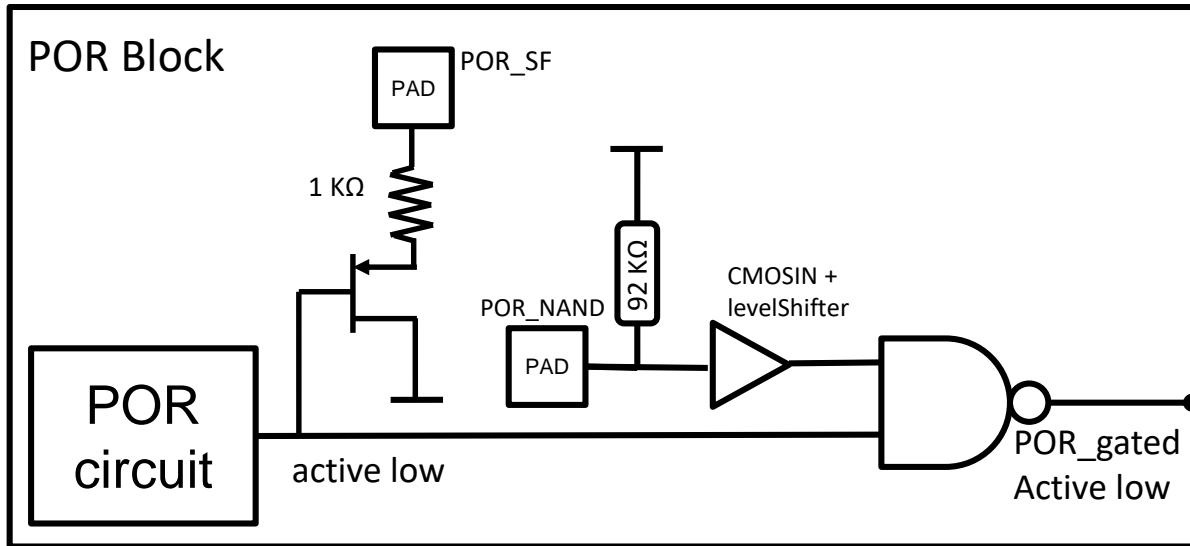 POR Block
PAD
POR_SF
1 KΩ
92 KΩ
CMOSIN +
levelShifter
POR_NAND
PAD
POR
circuit
active low
POR_gated
Active low